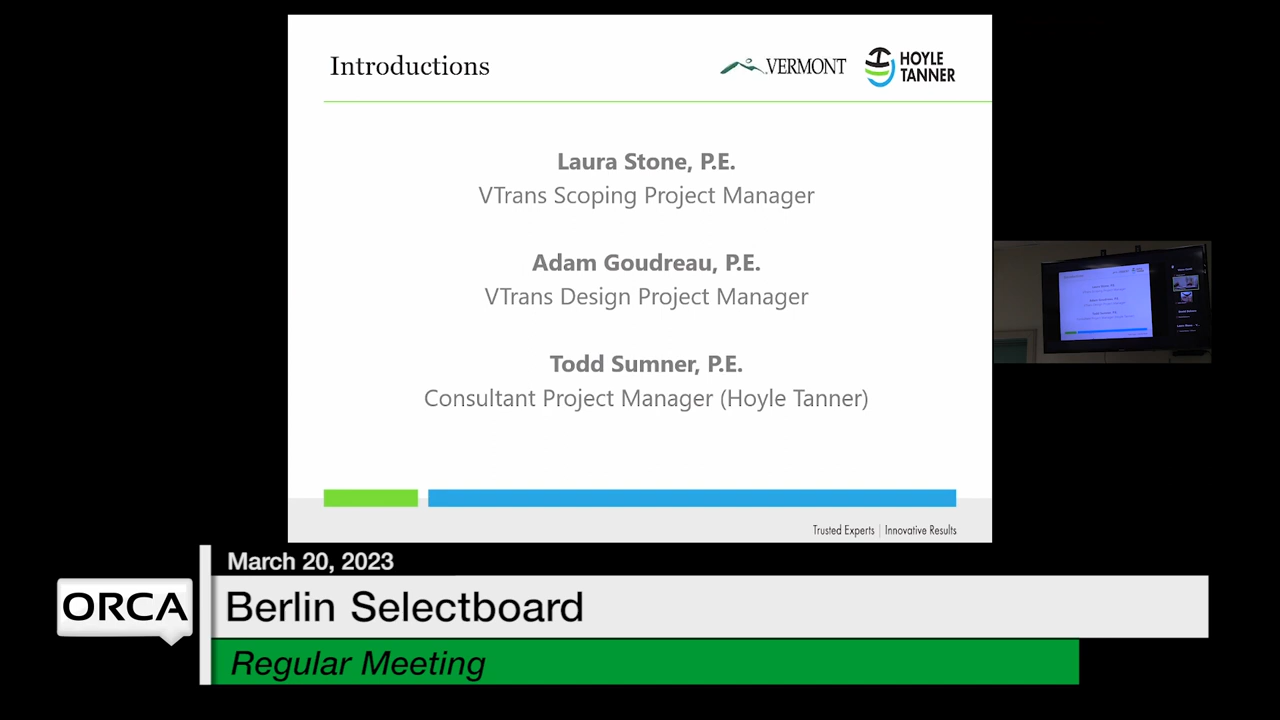 Introductions
VERMONT
HOYLE
TANNER
Laura Stone, P.E.
VTrans Scoping Project Manager
Adam Goudreau, P.E.
VTrans Design Project Manager
Todd Sumner, P.E.
Consultant Project Manager (Hoyle Tanner)
Trusted Experts | Innovative Results
March 20, 2023
ORCA
Berlin Selectboard
Regular Meeting